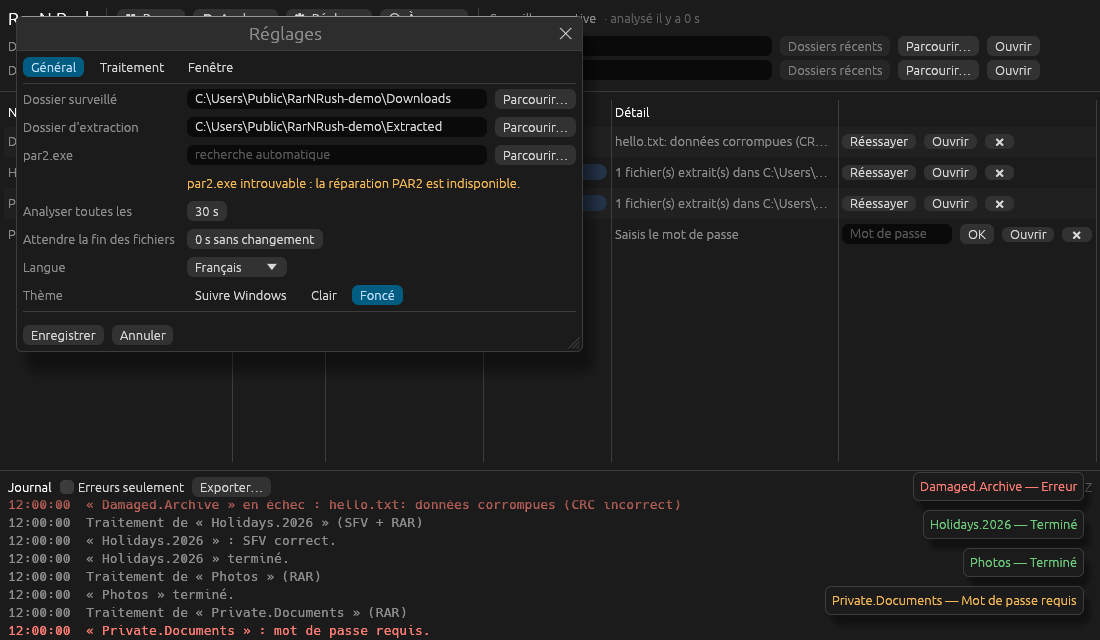 analysé il y a 0 s
Réglages
Dossiers récents Parcourir... Ouvrir
Dossiers récents Parcourir... Ouvrir
Général Traitement Fenêtre
Dossier surveillé C:\Users\Public\RarNRush-demo\Downloads Parcourir...
Dossier d'extraction C:\Users\Public\RarNRush-demo\Extracted Parcourir...
par2.exe recherche automatique Parcourir...
par2.exe introuvable : la réparation PAR2 est indisponible.
Analyser toutes les 30 s
Attendre la fin des fichiers 0 s sans changement
Langue Français
Thème Suivre Windows Clair Foncé
Enregistrer Annuler
Détail
hello.txt: données corrompues (CR... Réessayer Ouvrir ×
1 fichier(s) extrait(s) dans C:\Users\... Réessayer Ouvrir ×
1 fichier(s) extrait(s) dans C:\Users\... Réessayer Ouvrir ×
Saisis le mot de passe Mot de passe OK Ouvrir ×
Journal Erreurs seulement Exporter...
12:00:00 « Damaged.Archive » en échec : hello.txt: données corrompues (CRC incorrect)
12:00:00 Traitement de « Holidays.2026 » (SFV + RAR)
12:00:00 « Holidays.2026 » : SFV correct.
12:00:00 « Holidays.2026 » terminé.
12:00:00 Traitement de « Photos » (RAR)
12:00:00 « Photos » terminé.
12:00:00 Traitement de « Private.Documents » (RAR)
12:00:00 « Private.Documents » : mot de passe requis.
Damaged.Archive — Erreur
Holidays.2026 — Terminé
Photos — Terminé
Private.Documents — Mot de passe requis